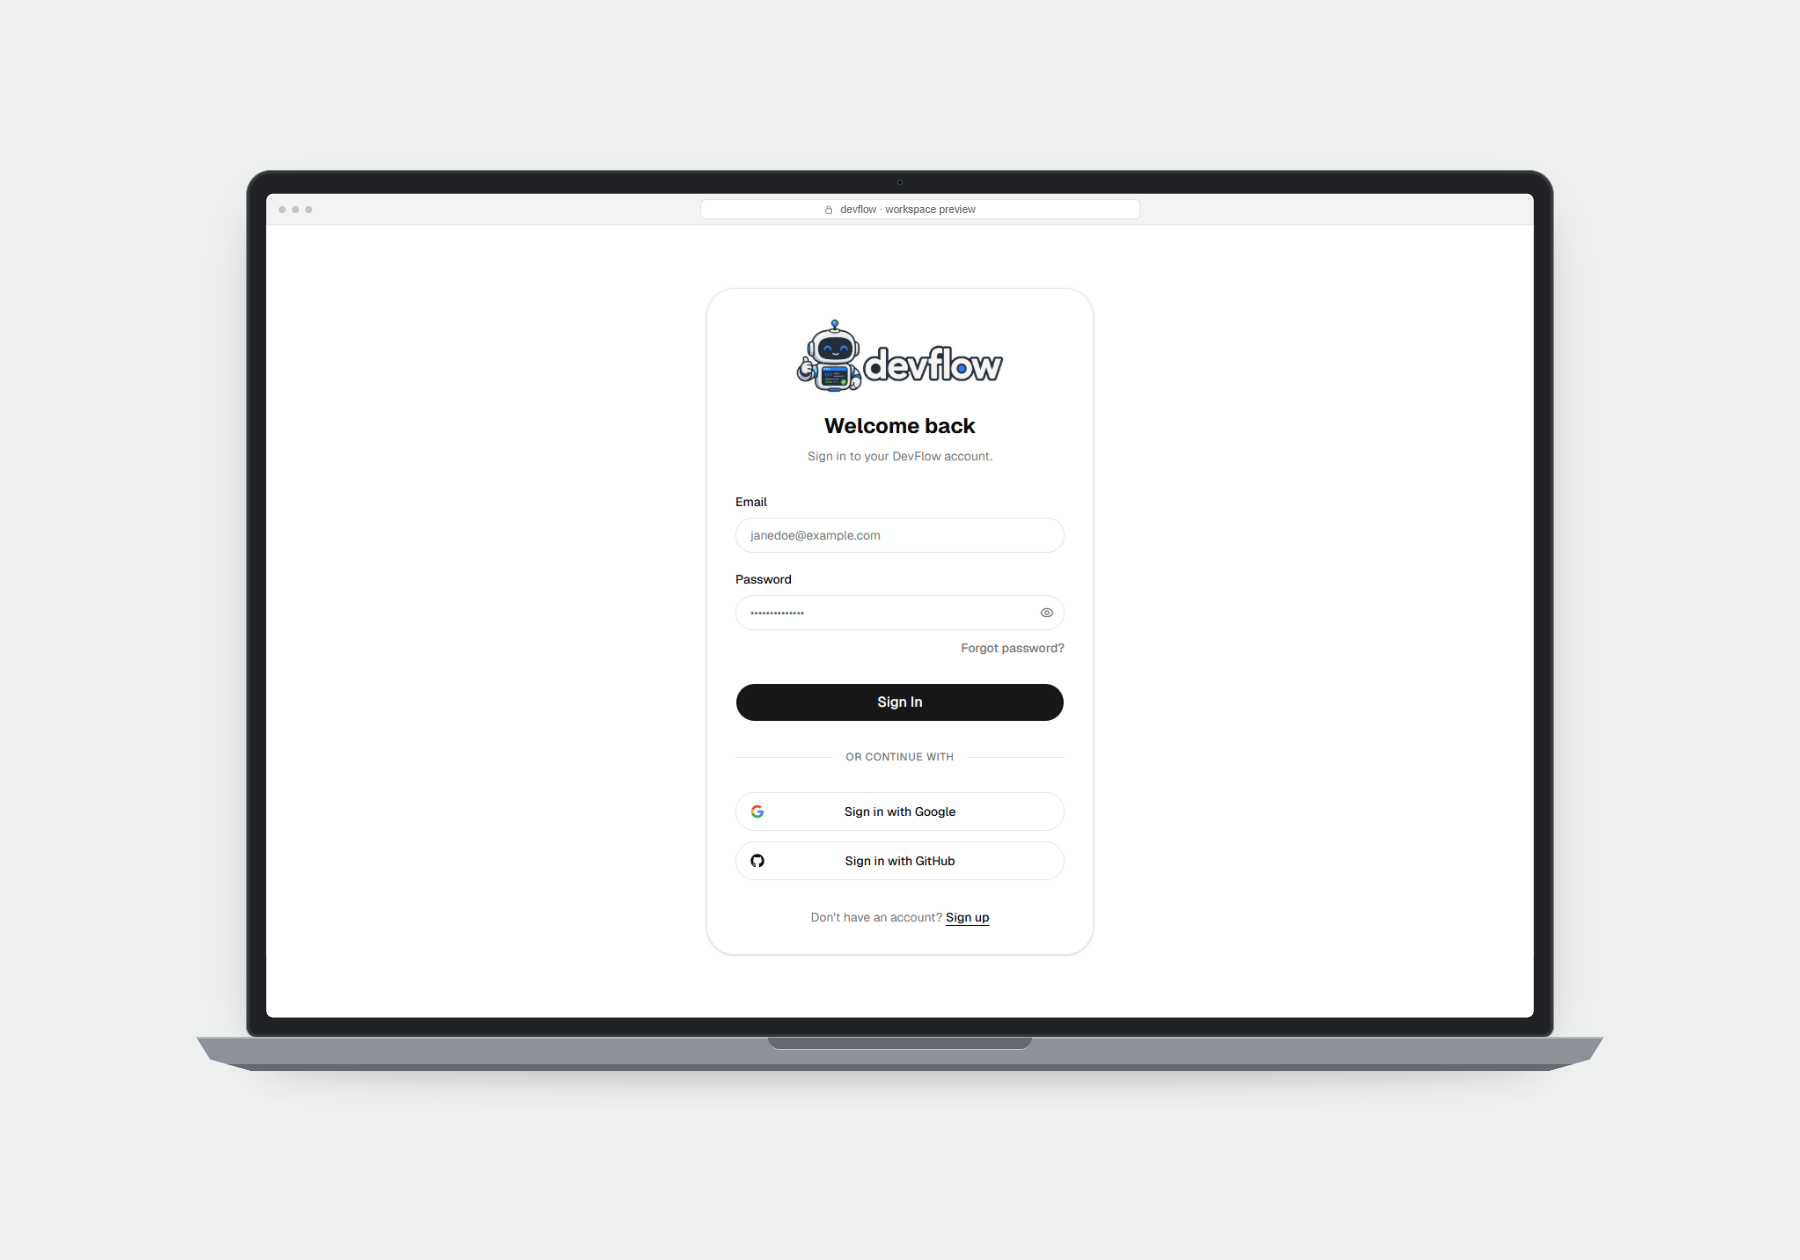 devflow · workspace preview
devflow
Welcome back
Sign in to your DevFlow account.
Email
janedoe@example.com
Password
••••••••••••••
Forgot password?
Sign In
OR CONTINUE WITH
Sign in with Google
Sign in with GitHub
Don't have an account? Sign up